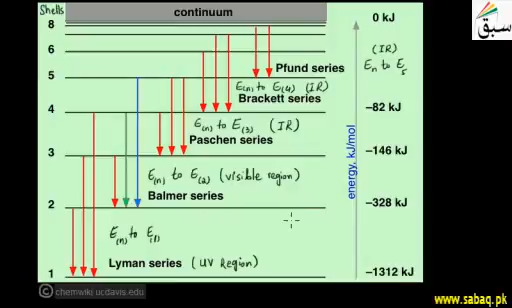 Shells
continuum
0 kJ
8
سبق
6
(IR)
En to E5
Pfund series
5
E(n) to E(4) (IR)
Brackett series
4
−82 kJ
E(n) to E(3) (IR)
Paschen series
3
−146 kJ
energy, kJ/mol
E(n) to E(2) (visible region)
Balmer series
2
−328 kJ
E(n) to E(1)
Lyman series (UV Region)
1
−1312 kJ
© chemwiki.ucdavis.edu
www.sabaq.pk